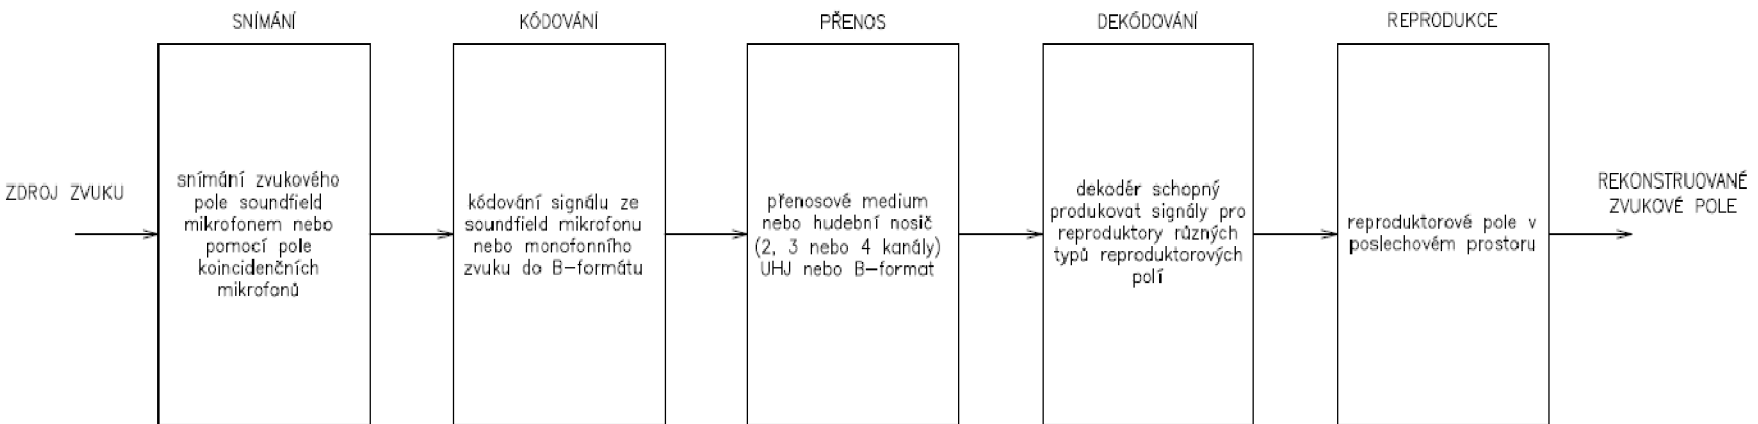 SNÍMÁNÍ
KÓDOVÁNÍ
PŘENOS
DEKÓDOVÁNÍ
REPRODUKCE
ZDROJ ZVUKU
snímání zvukového
pole soundfield
mikrofonem nebo
pomocí pole
koincidenčních
mikrofonů
kódování signálu ze
soundfield mikrofonu
nebo monofonního
zvuku do B-formátu
přenosové medium
nebo hudební nosič
(2, 3 nebo 4 kanály)
UHJ nebo B-format
dekodér schopný
produkovat signály pro
reproduktory různých
typů reproduktorových
polí
reproduktorové pole v
poslechovém prostoru
REKONSTRUOVANÉ
ZVUKOVÉ POLE